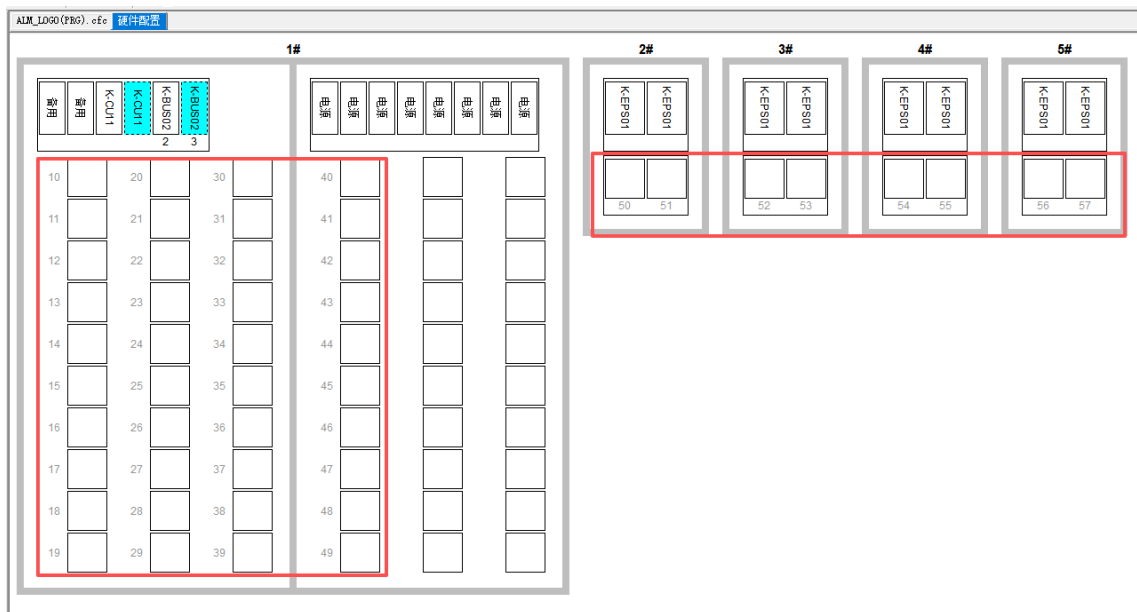 ALM_LOGO(PRG).cfc 硬件配置
1# 2# 3# 4# 5#
备用 备用 K-CU11 K-CU11 K-BUS02 K-BUS02 电源 电源 电源 电源 电源 电源 电源 电源 K-EPS01 K-EPS01 K-EPS01 K-EPS01 K-EPS01 K-EPS01 K-EPS01 K-EPS01
2 3
10 20 30 40
50 51 52 53 54 55 56 57
11 21 31 41
12 22 32 42
13 23 33 43
14 24 34 44
15 25 35 45
16 26 36 46
17 27 37 47
18 28 38 48
19 29 39 49